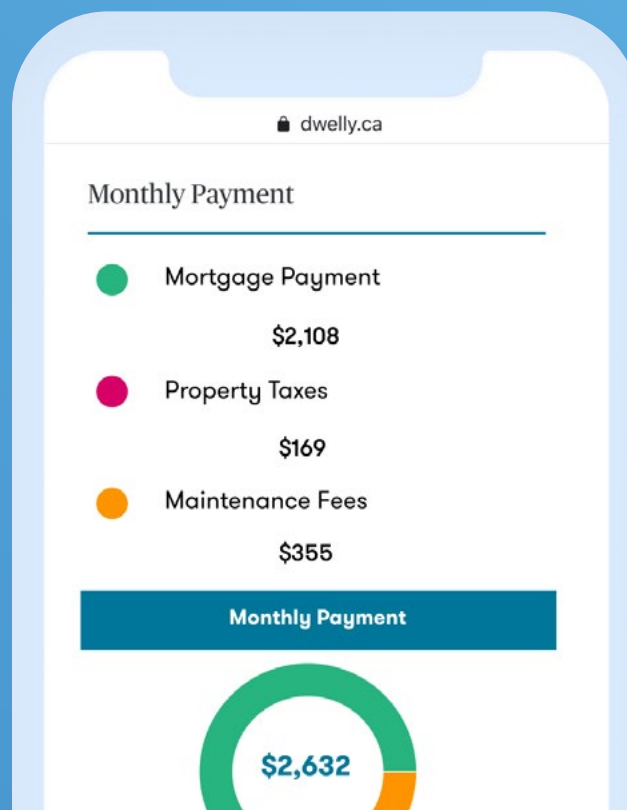 dwelly.ca
Monthly Payment
Mortgage Payment
$2,108
Property Taxes
$169
Maintenance Fees
$355
Monthly Payment
$2,632